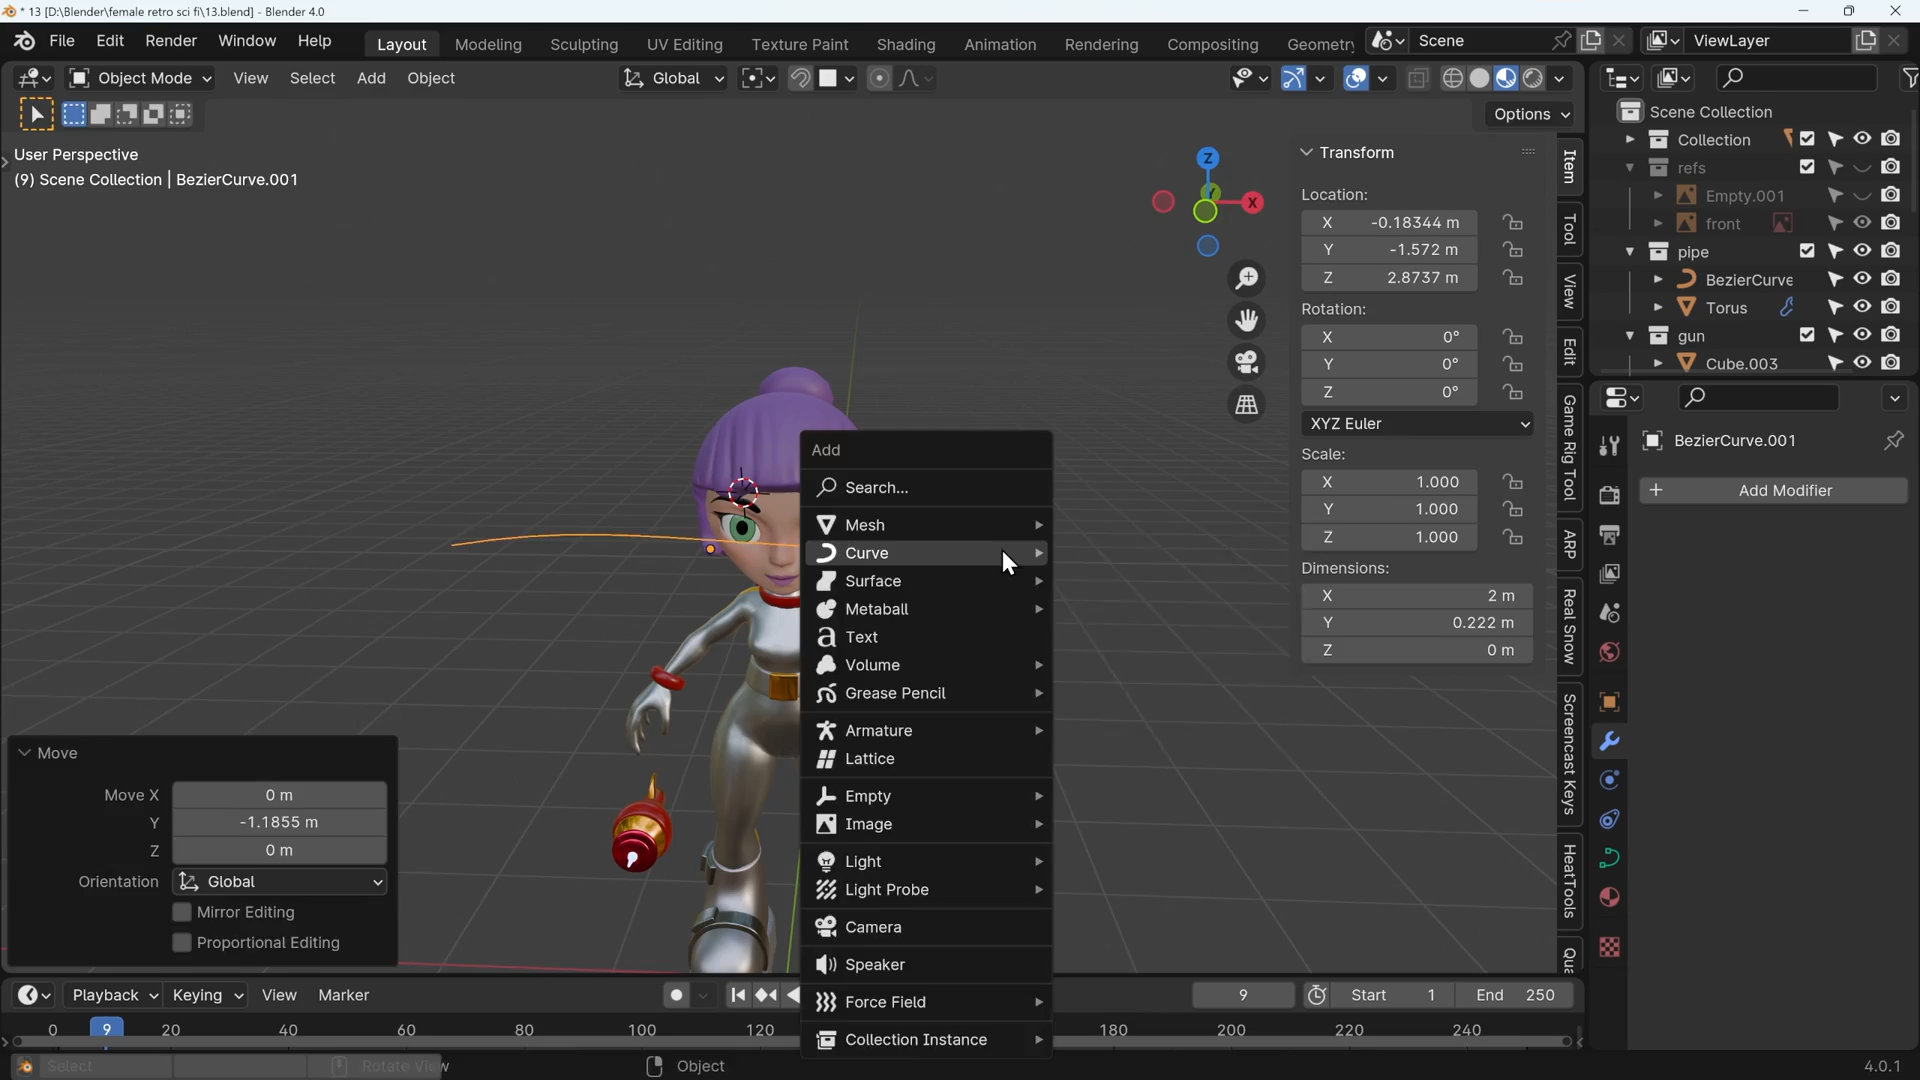 * 13 [D:\Blender\female retro sci fi\13.blend] - Blender 4.0
File Edit Render Window Help
Layout Modeling Sculpting UV Editing Texture Paint Shading Animation Rendering Compositing Geometry
Scene
ViewLayer
Object Mode View Select Add Object
Global
Options
User Perspective
(9) Scene Collection | BezierCurve.001
Z
Y
X
Transform
Location:
X -0.18344 m
Y -1.572 m
Z 2.8737 m
Rotation:
X 0°
Y 0°
Z 0°
XYZ Euler
Scale:
X 1.000
Y 1.000
Z 1.000
Dimensions:
X 2 m
Y 0.222 m
Z 0 m
Item
Tool
View
Edit
Game Rig Tool
ARP
Real Snow
Screencast Keys
HeatTools
Qu
Scene Collection
Collection
refs
Empty.001
front
pipe
BezierCurve
Torus
gun
Cube.003
BezierCurve.001
+ Add Modifier
Add
Search...
Mesh
Curve
Surface
Metaball
Text
Volume
Grease Pencil
Armature
Lattice
Empty
Image
Light
Light Probe
Camera
Speaker
Force Field
Collection Instance
Move
Move X 0 m
Y -1.1855 m
Z 0 m
Orientation Global
Mirror Editing
Proportional Editing
Playback Keying View Marker
9
Start 1
End 250
0 9 20 40 60 80 100 120 180 200 220 240
Select
Rotate View
Object
4.0.1